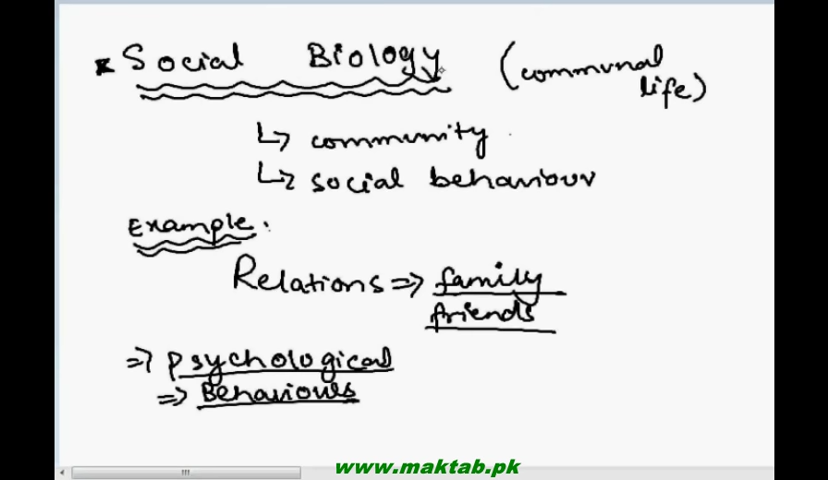 Social Biology (communal life)
↳ community
↳ social behaviour
Example:
Relations => family
friends
=> Psychological
=> Behaviours
www.maktab.pk